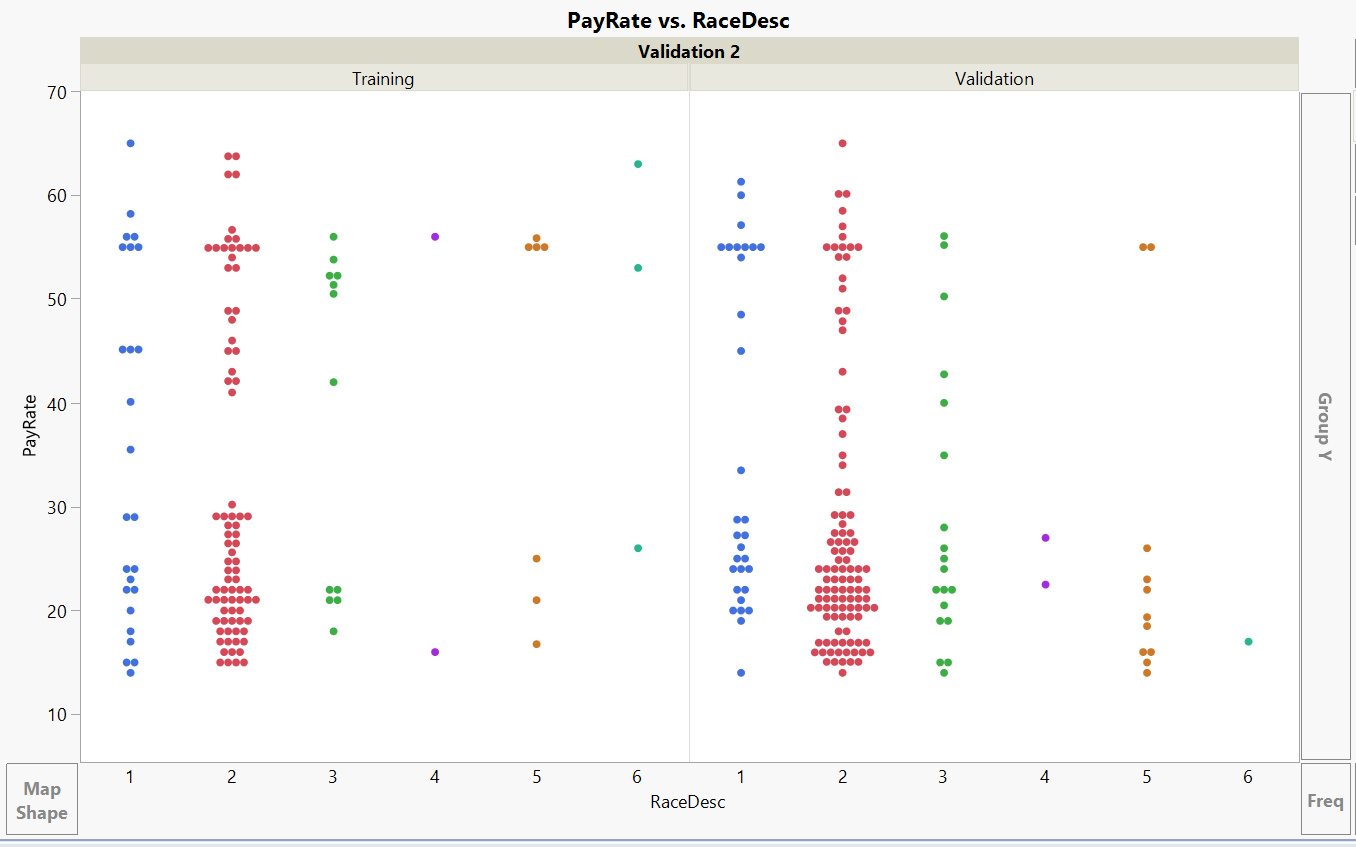 PayRate vs. RaceDesc
Validation 2
Training Validation
70
60
50
40
30
20
10
PayRate
Group Y
1 2 3 4 5 6 1 2 3 4 5 6
RaceDesc
Map
Shape
Freq